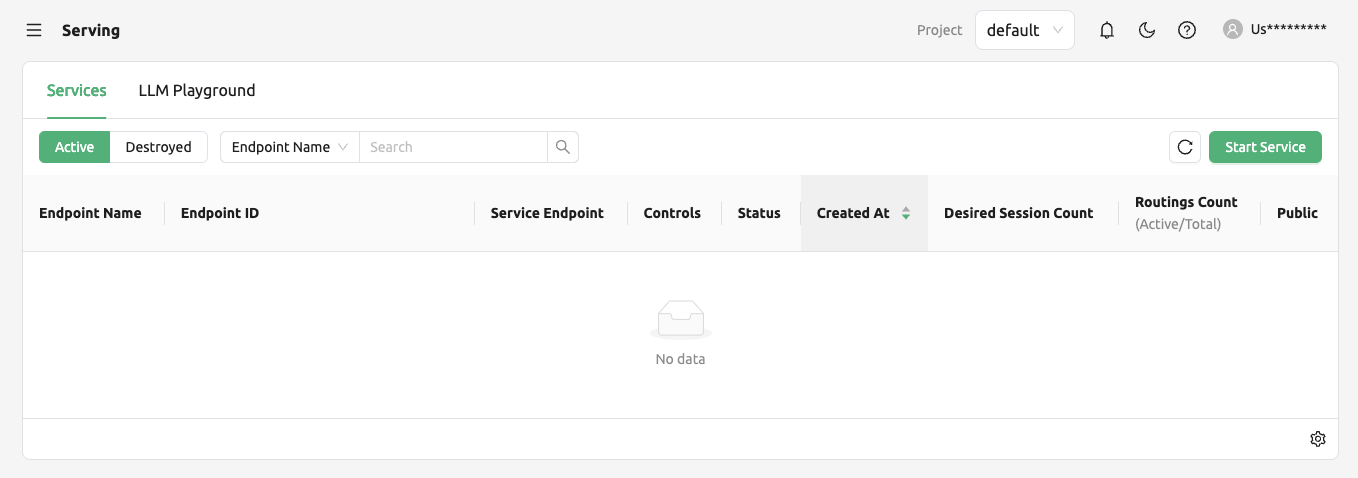 Serving
Project
default
Us*********
Services
LLM Playground
Active
Destroyed
Endpoint Name
Search
Start Service
Endpoint Name
Endpoint ID
Service Endpoint
Controls
Status
Created At
Desired Session Count
Routings Count
(Active/Total)
Public
No data